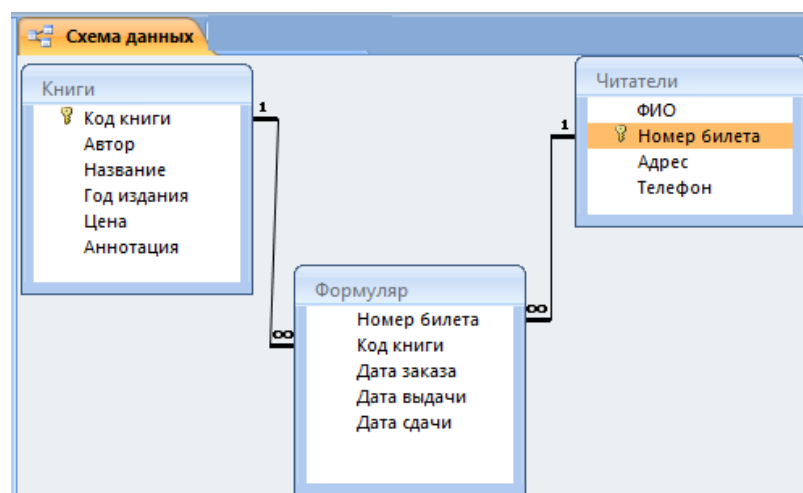 Схема данных
Книги
Код книги
Автор
Название
Год издания
Цена
Аннотация
1
∞
Читатели
ФИО
Номер билета
Адрес
Телефон
1
∞
Формуляр
Номер билета
Код книги
Дата заказа
Дата выдачи
Дата сдачи